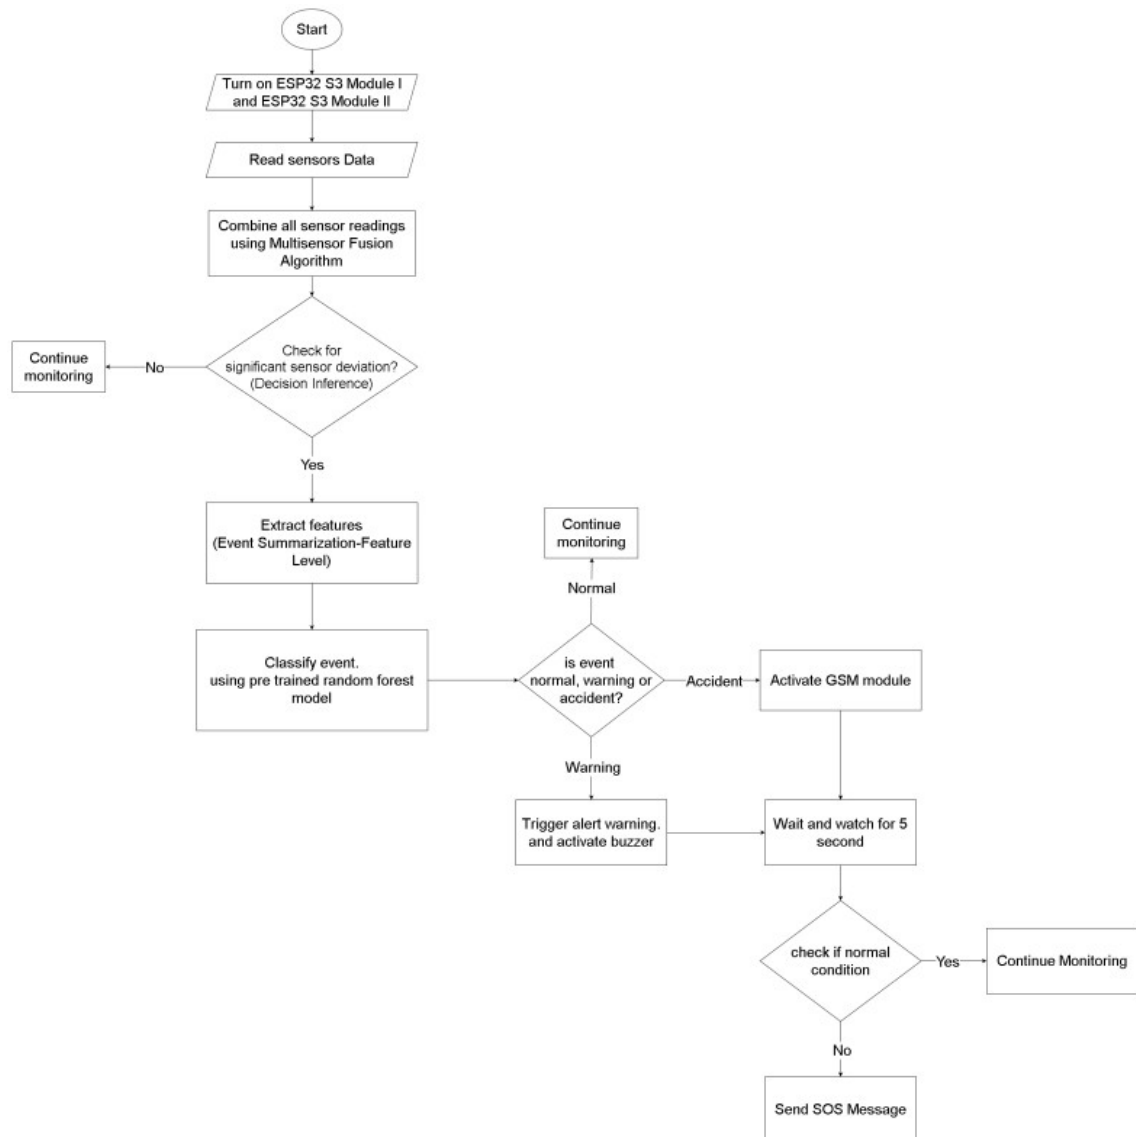 Start
Turn on ESP32 S3 Module I
and ESP32 S3 Module II
Read sensors Data
Combine all sensor readings
using Multisensor Fusion
Algorithm
Check for
significant sensor deviation?
(Decision Inference)
No
Continue
monitoring
Yes
Extract features
(Event Summarization-Feature
Level)
Classify event.
using pre trained random forest
model
is event
normal, warning or
accident?
Normal
Continue
monitoring
Accident
Activate GSM module
Warning
Trigger alert warning.
and activate buzzer
Wait and watch for 5
second
check if normal
condition
Yes
Continue Monitoring
No
Send SOS Message